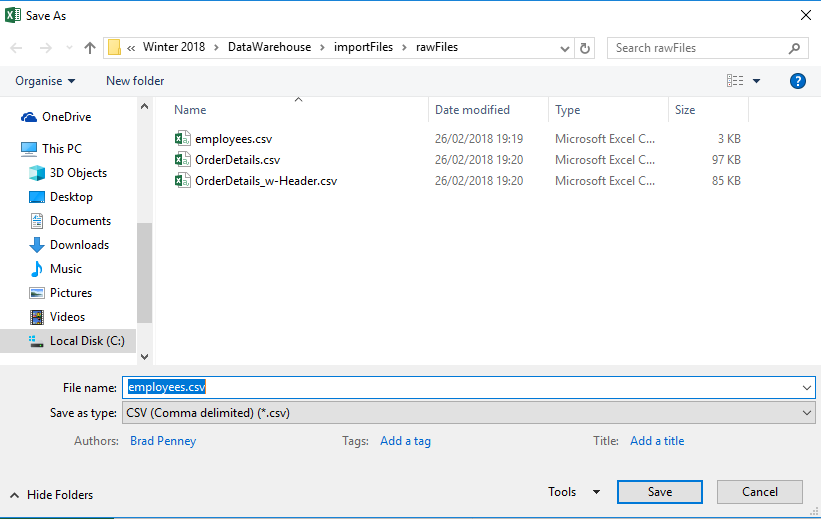 Save As
« Winter 2018 > DataWarehouse > importFiles > rawFiles
Search rawFiles
Organise New folder
Name Date modified Type Size
employees.csv 26/02/2018 19:19 Microsoft Excel C... 3 KB
OrderDetails.csv 26/02/2018 19:20 Microsoft Excel C... 97 KB
OrderDetails_w-Header.csv 26/02/2018 19:20 Microsoft Excel C... 85 KB
OneDrive
This PC
3D Objects
Desktop
Documents
Downloads
Music
Pictures
Videos
Local Disk (C:)
File name: employees.csv
Save as type: CSV (Comma delimited) (*.csv)
Authors: Brad Penney Tags: Add a tag Title: Add a title
Hide Folders Tools Save Cancel